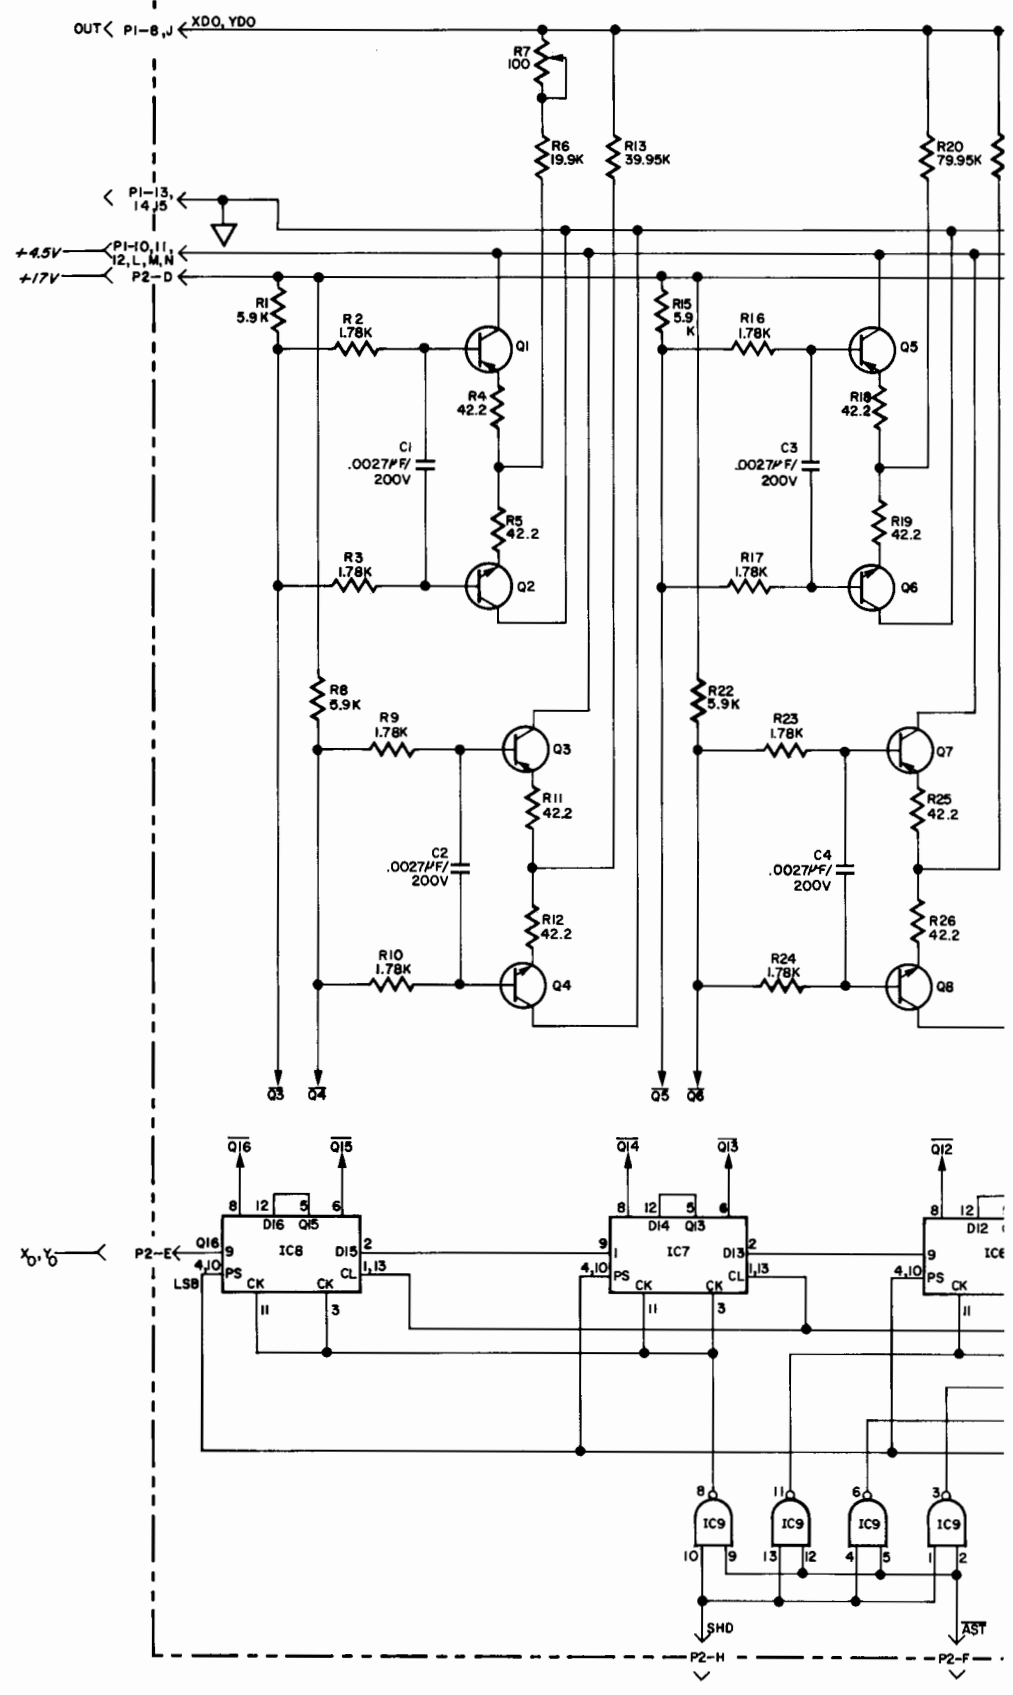 OUT P1-8,J XDO, YDO
R7
100
R6
19.9K
R13
39.95K
R20
79.95K
P1-13,
14,15
+4.5V P1-10,11,
12,L,M,N
+17V P2-D
R1
5.9K
R2
1.78K
Q1
R4
42.2
C1
.0027µF/
200V
R5
42.2
R3
1.78K
Q2
R15
5.9
K
R16
1.78K
Q5
R18
42.2
C3
.0027µF/
200V
R19
42.2
R17
1.78K
Q6
R8
5.9K
R9
1.78K
Q3
R11
42.2
C2
.0027µF/
200V
R12
42.2
R10
1.78K
Q4
R22
5.9K
R23
1.78K
Q7
R25
42.2
C4
.0027µF/
200V
R26
42.2
R24
1.78K
Q8
Q3 Q4 Q5 Q6
Q16 Q15 Q14 Q13 Q12
8 12 5 6 8 12 5 6 8 12
D16 Q15 D14 Q13 D12
X0, Y0 P2-E Q16 9 IC8 D15 2 9 1 IC7 D13 2 9
4,10 PS CL 1,13 4,10 PS CL 1,13 4,10 PS
LSB CK CK CK CK CK
11 3 11 3 11
8 11 6 3
IC9 IC9 IC9 IC9
10 9 13 12 4 5 1 2
SHD AST
P2-H P2-F